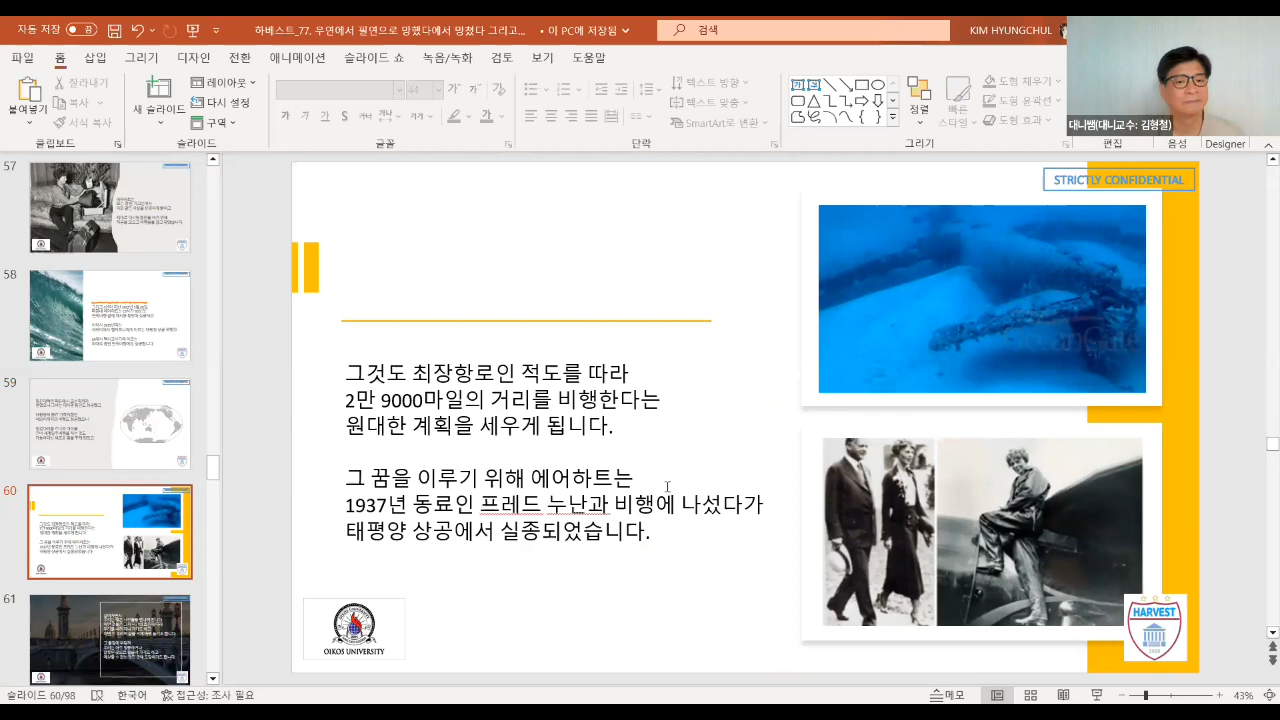 자동 저장
하베스트_77. 우연에서 필연으로 망했다에서 망쳤다 그리고... • 이 PC에 저장됨
검색
KIM HYUNGCHUL
파일 홈 삽입 그리기 디자인 전환 애니메이션 슬라이드 쇼 녹음/녹화 검토 보기 도움말
붙여넣기
잘라내기
복사
서식 복사
클립보드
새 슬라이드
레이아웃
다시 설정
구역
슬라이드
44
글꼴
텍스트 방향
텍스트 맞춤
SmartArt로 변환
단락
정렬
빠른 스타일
도형 채우기
도형 윤곽선
도형 효과
그리기
편집
음성
Designer
대니쌤(대니교수: 김형철)
57
58
59
60
61
STRICTLY CONFIDENTIAL
그것도 최장항로인 적도를 따라
2만 9000마일의 거리를 비행한다는
원대한 계획을 세우게 됩니다.
그 꿈을 이루기 위해 에어하트는
1937년 동료인 프레드 누난과 비행에 나섰다가
태평양 상공에서 실종되었습니다.
OIKOS UNIVERSITY
HARVEST
슬라이드 60/98
한국어
접근성: 조사 필요
메모
43%